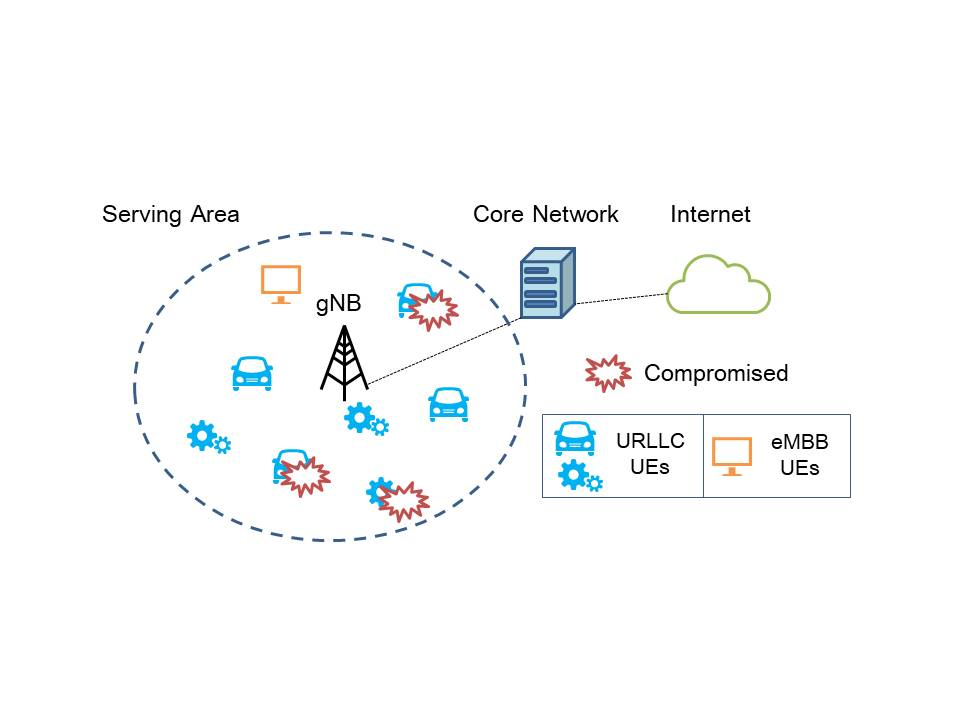 Serving Area
Core Network
Internet
gNB
Compromised
URLLC
UEs
eMBB
UEs